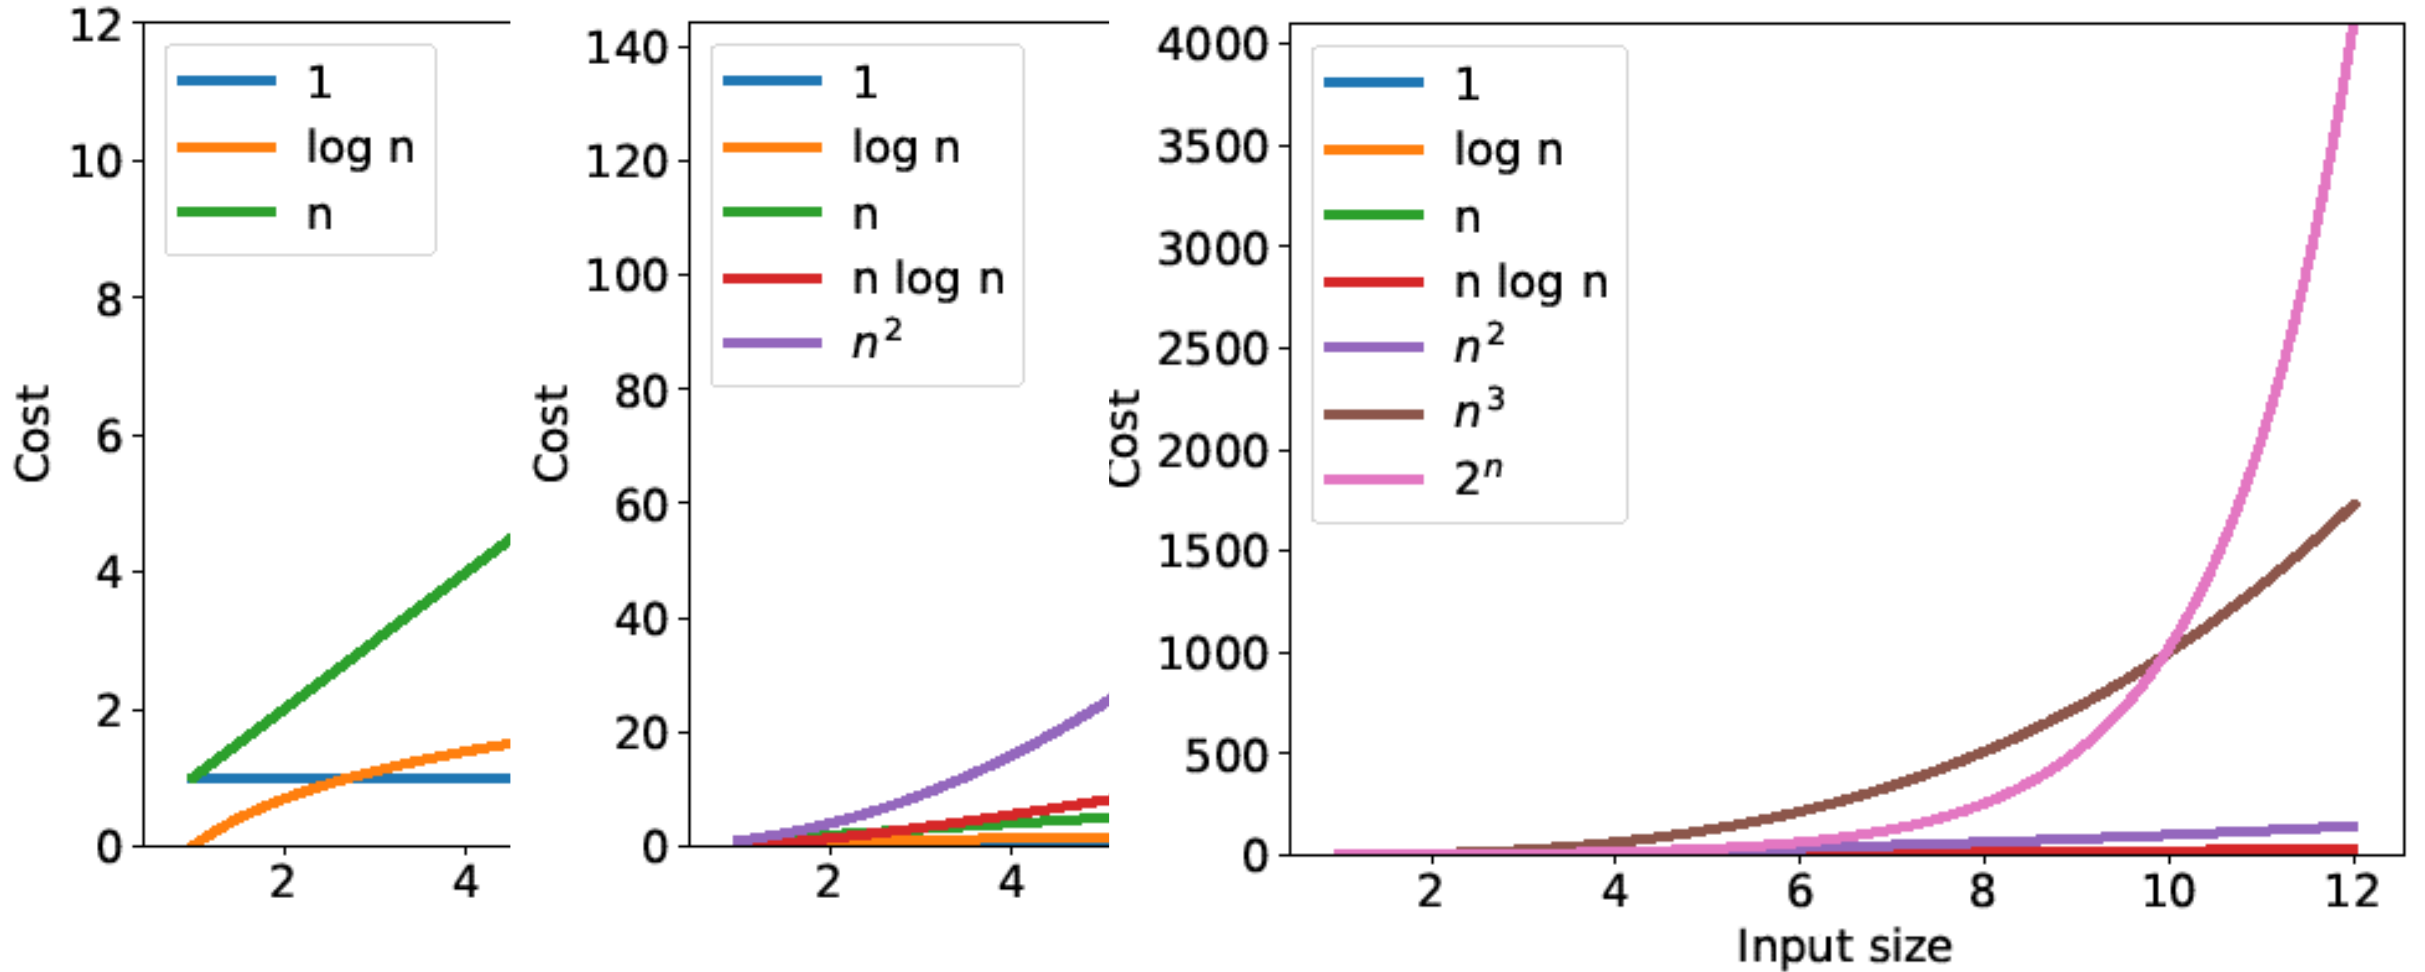 12
10
8
6
4
2
0
2 4
Cost
1
log n
n
140
120
100
80
60
40
20
0
2 4
Cost
1
log n
n
n log n
n²
4000
3500
3000
2500
2000
1500
1000
500
0
2 4 6 8 10 12
Cost
Input size
1
log n
n
n log n
n²
n³
2ⁿ